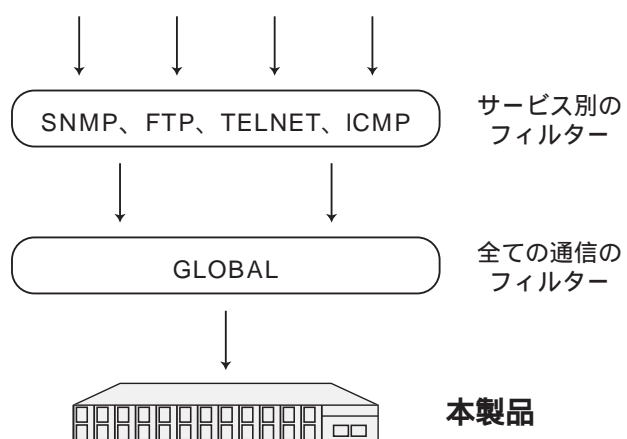 SNMP、FTP、TELNET、ICMP
サービス別の
フィルター
GLOBAL
全ての通信の
フィルター
本製品